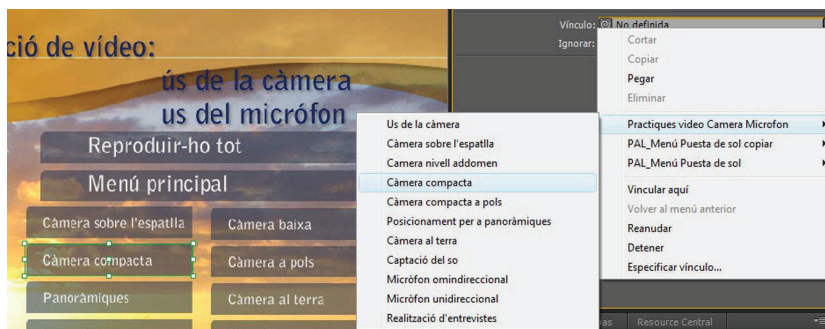 ció de vídeo:
ús de la càmera
us del micròfon
Reproduir-ho tot
Menú principal
Càmera sobre l'espatlla
Càmera baixa
Càmera compacta
Càmera a pols
Panoràmiques
Càmera al terra
Vínculo:
No definida
Ignorar:
Cortar
Copiar
Pegar
Eliminar
Practiques video Camera Microfon
PAL_Menú Puesta de sol copiar
PAL_Menú Puesta de sol
Vincular aquí
Volver al menú anterior
Reanudar
Detener
Especificar vínculo...
Us de la càmera
Càmera sobre l'espatlla
Camera nivell addomen
Càmera compacta
Càmera compacta a pols
Posicionament per a panoràmiques
Càmera al terra
Captació del so
Micròfon omindireccional
Micròfon unidireccional
Realització d'entrevistes
as
Resource Central